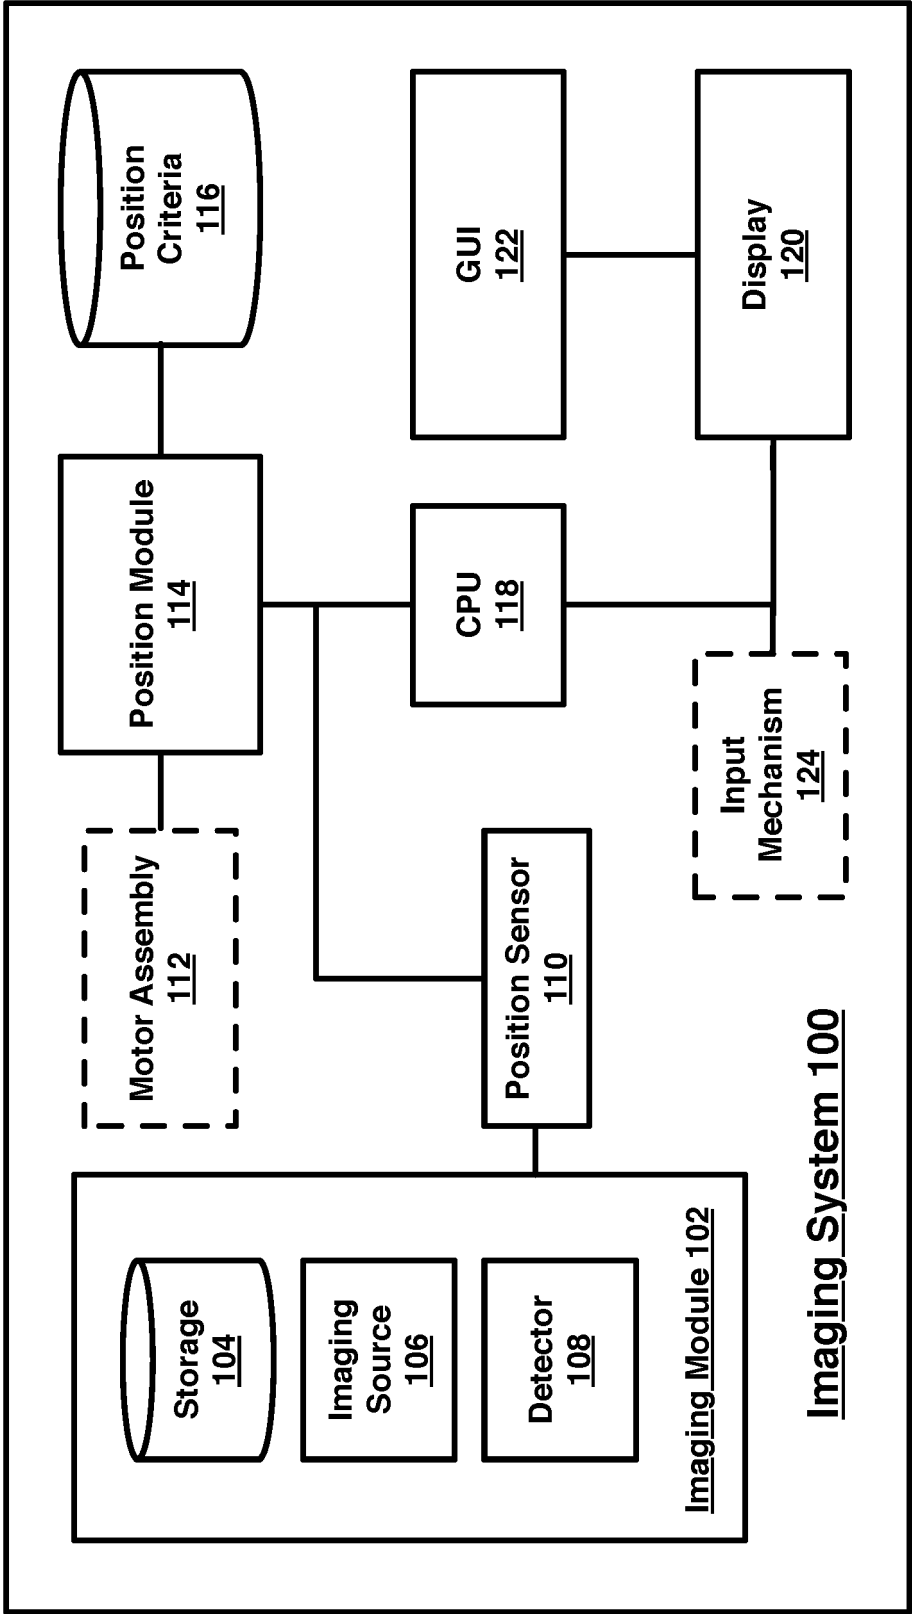 Storage
104
Imaging
Source
106
Detector
108
Imaging Module 102
Motor Assembly
112
Position Module
114
Position
Criteria
116
Position Sensor
110
CPU
118
GUI
122
Input
Mechanism
124
Display
120
Imaging System 100